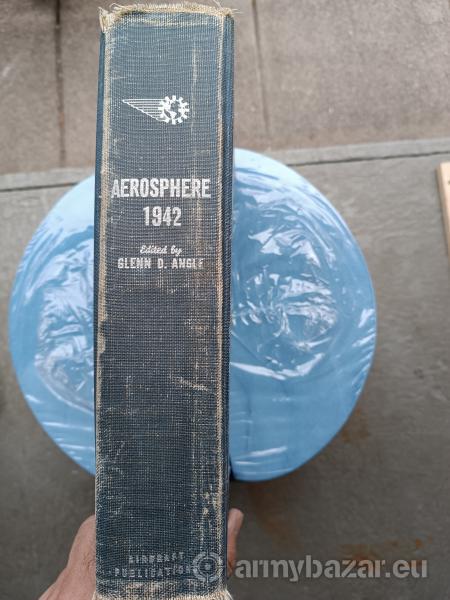 AEROSPHERE
1942
Edited by
GLENN D. ANGLE
AIRCRAFT
PUBLICATIONS
armybazar.eu